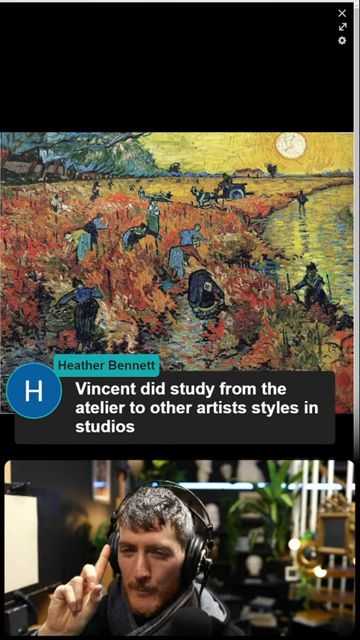 Heather Bennett
H
Vincent did study from the
atelier to other artists styles in
studios